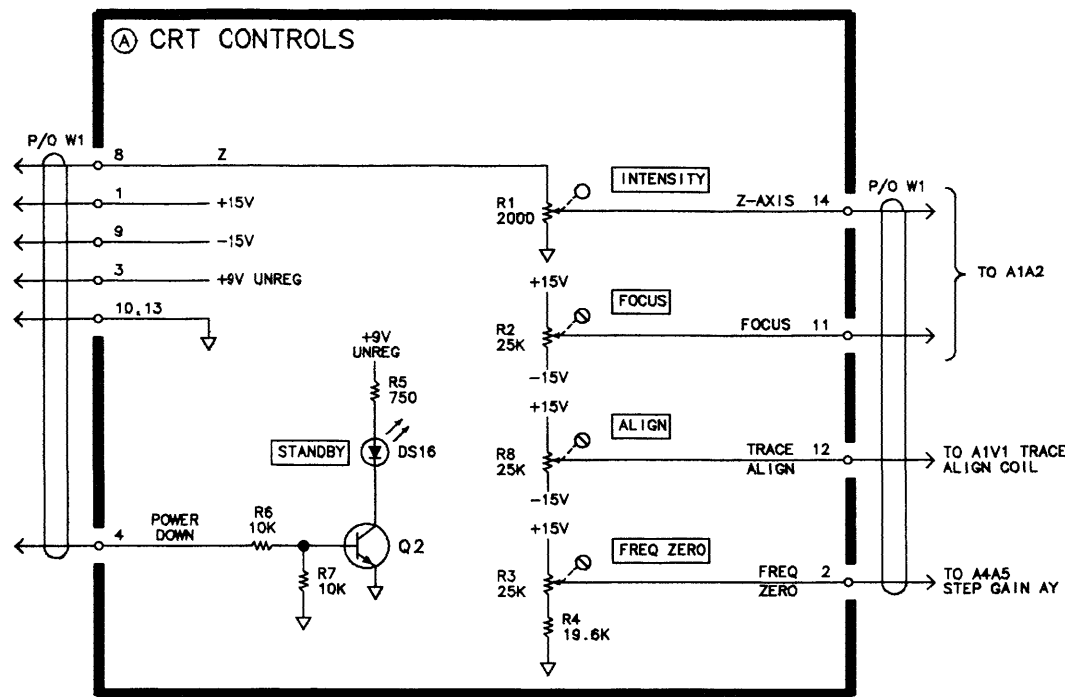 A CRT CONTROLS
P/O W1
8 Z
1 +15V
9 -15V
3 +9V UNREG
10,13
INTENSITY
R1
2000
Z-AXIS 14
P/O W1
TO A1A2
+15V
FOCUS
R2
25K
FOCUS 11
-15V
+9V
UNREG
R5
750
STANDBY
DS16
+15V
ALIGN
R8
25K
TRACE 12
ALIGN
TO A1V1 TRACE
ALIGN COIL
-15V
4 POWER
DOWN
R6
10K
Q2
R7
10K
+15V
FREQ ZERO
R3
25K
FREQ 2
ZERO
TO A4A5
STEP GAIN AY
R4
19.6K